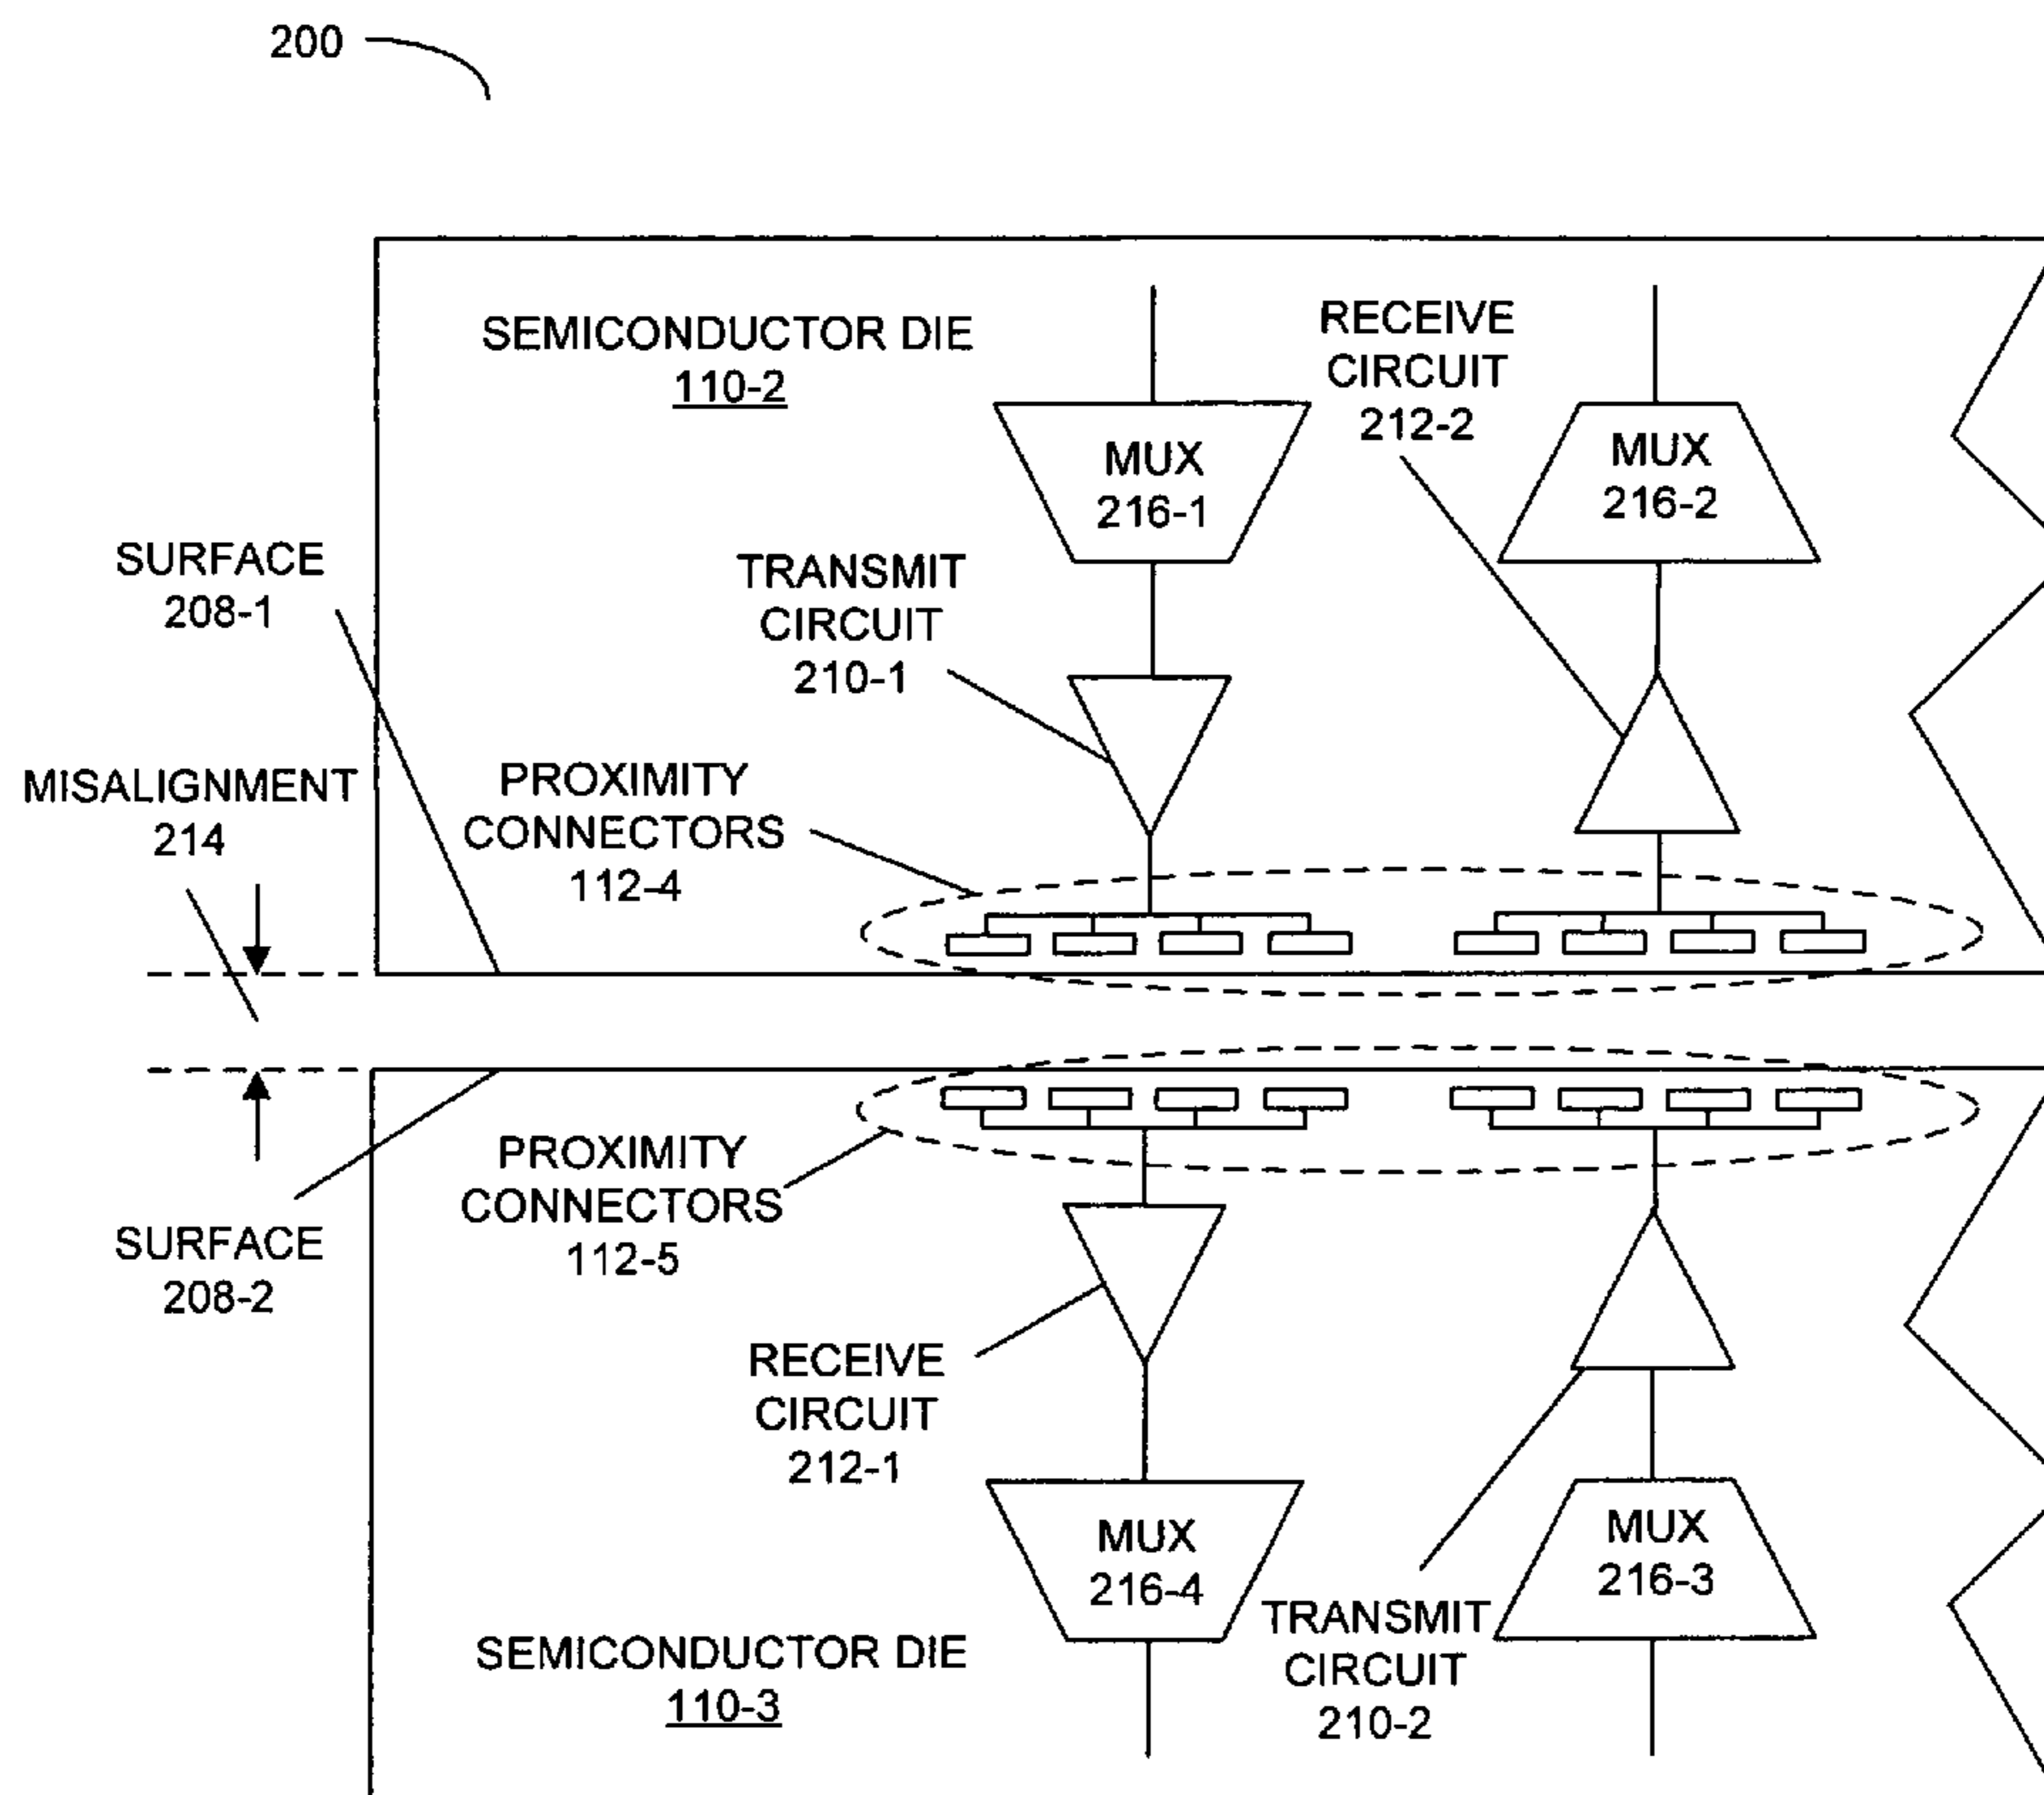 200
SEMICONDUCTOR DIE
110-2
RECEIVE
CIRCUIT
212-2
MUX
216-1
MUX
216-2
SURFACE
208-1
TRANSMIT
CIRCUIT
210-1
MISALIGNMENT
214
PROXIMITY
CONNECTORS
112-4
PROXIMITY
CONNECTORS
112-5
SURFACE
208-2
RECEIVE
CIRCUIT
212-1
MUX
216-4
MUX
216-3
TRANSMIT
CIRCUIT
210-2
SEMICONDUCTOR DIE
110-3